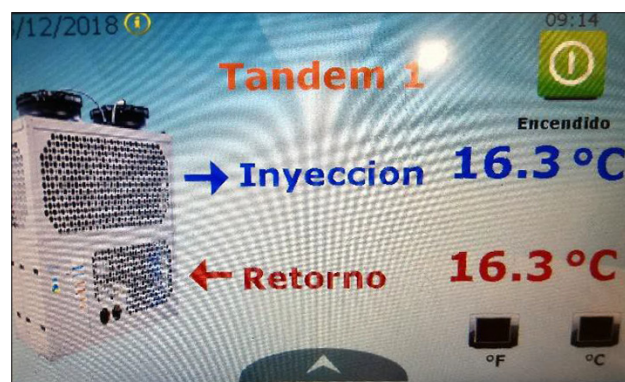 /12/2018
09:14
Tandem 1
Encendido
Inyeccion 16.3 °C
Retorno 16.3 °C
°F °C